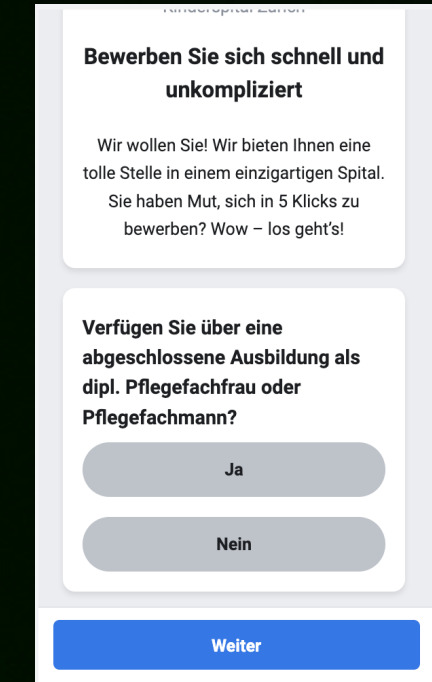 Kinderspital Zürich
Bewerben Sie sich schnell und
unkompliziert
Wir wollen Sie! Wir bieten Ihnen eine
tolle Stelle in einem einzigartigen Spital.
Sie haben Mut, sich in 5 Klicks zu
bewerben? Wow – los geht's!
Verfügen Sie über eine
abgeschlossene Ausbildung als
dipl. Pflegefachfrau oder
Pflegefachmann?
Ja
Nein
Weiter